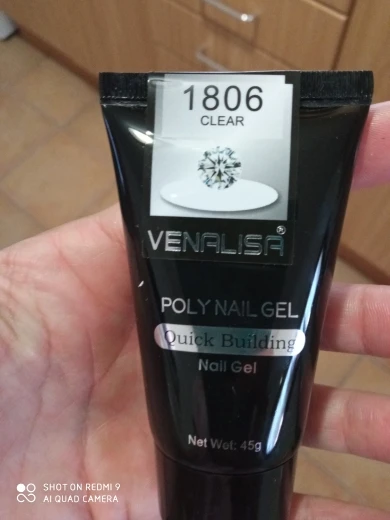 1806
CLEAR
VENALISA®
POLY NAIL GEL
Quick Building
Nail Gel
Net Wet: 45g
SHOT ON REDMI 9
AI QUAD CAMERA